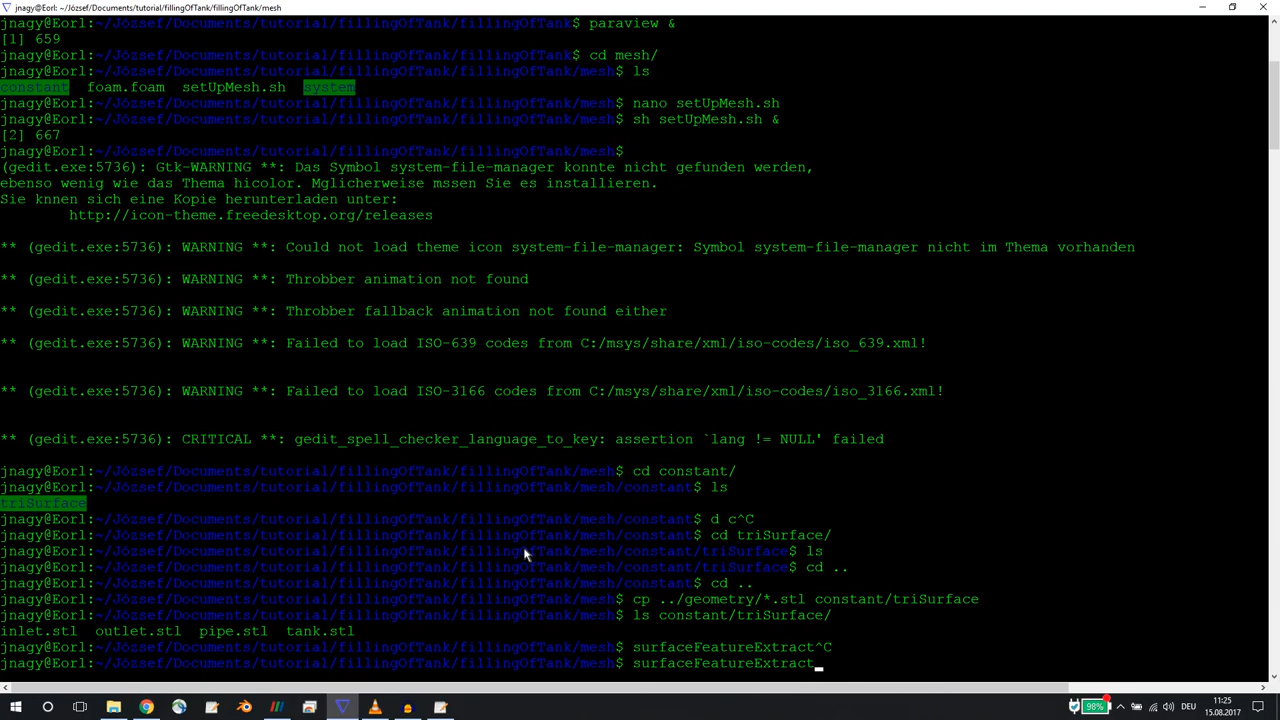 jnagy@Eorl: ~/József/Documents/tutorial/fillingOfTank/fillingOfTank/mesh
jnagy@Eorl:~/József/Documents/tutorial/fillingOfTank/fillingOfTank$ paraview &
[1] 659
jnagy@Eorl:~/József/Documents/tutorial/fillingOfTank/fillingOfTank$ cd mesh/
jnagy@Eorl:~/József/Documents/tutorial/fillingOfTank/fillingOfTank/mesh$ ls
constant  foam.foam  setUpMesh.sh  system
jnagy@Eorl:~/József/Documents/tutorial/fillingOfTank/fillingOfTank/mesh$ nano setUpMesh.sh
jnagy@Eorl:~/József/Documents/tutorial/fillingOfTank/fillingOfTank/mesh$ sh setUpMesh.sh &
[2] 667
jnagy@Eorl:~/József/Documents/tutorial/fillingOfTank/fillingOfTank/mesh$
(gedit.exe:5736): Gtk-WARNING **: Das Symbol system-file-manager konnte nicht gefunden werden,
ebenso wenig wie das Thema hicolor. Mglicherweise mssen Sie es installieren.
Sie knnen sich eine Kopie herunterladen unter:
http://icon-theme.freedesktop.org/releases
** (gedit.exe:5736): WARNING **: Could not load theme icon system-file-manager: Symbol system-file-manager nicht im Thema vorhanden
** (gedit.exe:5736): WARNING **: Throbber animation not found
** (gedit.exe:5736): WARNING **: Throbber fallback animation not found either
** (gedit.exe:5736): WARNING **: Failed to load ISO-639 codes from C:/msys/share/xml/iso-codes/iso_639.xml!
** (gedit.exe:5736): WARNING **: Failed to load ISO-3166 codes from C:/msys/share/xml/iso-codes/iso_3166.xml!
** (gedit.exe:5736): CRITICAL **: gedit_spell_checker_language_to_key: assertion `lang != NULL' failed
jnagy@Eorl:~/József/Documents/tutorial/fillingOfTank/fillingOfTank/mesh$ cd constant/
jnagy@Eorl:~/József/Documents/tutorial/fillingOfTank/fillingOfTank/mesh/constant$ ls
triSurface
jnagy@Eorl:~/József/Documents/tutorial/fillingOfTank/fillingOfTank/mesh/constant$ d c^C
jnagy@Eorl:~/József/Documents/tutorial/fillingOfTank/fillingOfTank/mesh/constant$ cd triSurface/
jnagy@Eorl:~/József/Documents/tutorial/fillingOfTank/fillingOfTank/mesh/constant/triSurface$ ls
jnagy@Eorl:~/József/Documents/tutorial/fillingOfTank/fillingOfTank/mesh/constant/triSurface$ cd ..
jnagy@Eorl:~/József/Documents/tutorial/fillingOfTank/fillingOfTank/mesh/constant$ cd ..
jnagy@Eorl:~/József/Documents/tutorial/fillingOfTank/fillingOfTank/mesh$ cp ../geometry/*.stl constant/triSurface
jnagy@Eorl:~/József/Documents/tutorial/fillingOfTank/fillingOfTank/mesh$ ls constant/triSurface/
inlet.stl  outlet.stl  pipe.stl  tank.stl
jnagy@Eorl:~/József/Documents/tutorial/fillingOfTank/fillingOfTank/mesh$ surfaceFeatureExtract^C
jnagy@Eorl:~/József/Documents/tutorial/fillingOfTank/fillingOfTank/mesh$ surfaceFeatureExtract_
98%
DEU
11:25
15.08.2017